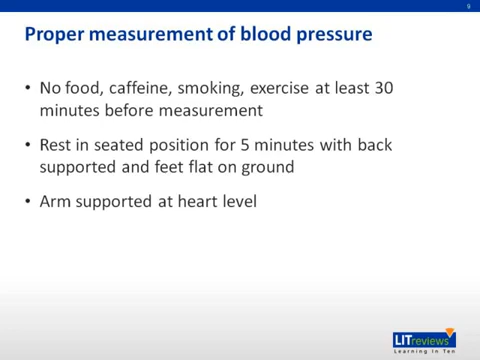 9
Proper measurement of blood pressure
• No food, caffeine, smoking, exercise at least 30
minutes before measurement
• Rest in seated position for 5 minutes with back
supported and feet flat on ground
• Arm supported at heart level
LITreviews
Learning in Ten